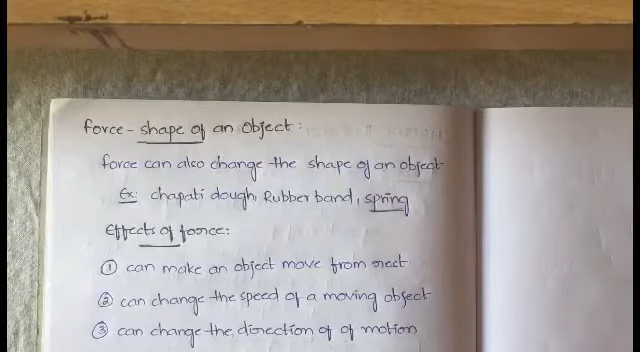 force - shape of an object:
force can also change the shape of an object
Ex: chapati dough, Rubber band, spring
Effects of force:
① can make an object move from rest
② can change the speed of a moving object
③ can change the direction of of motion